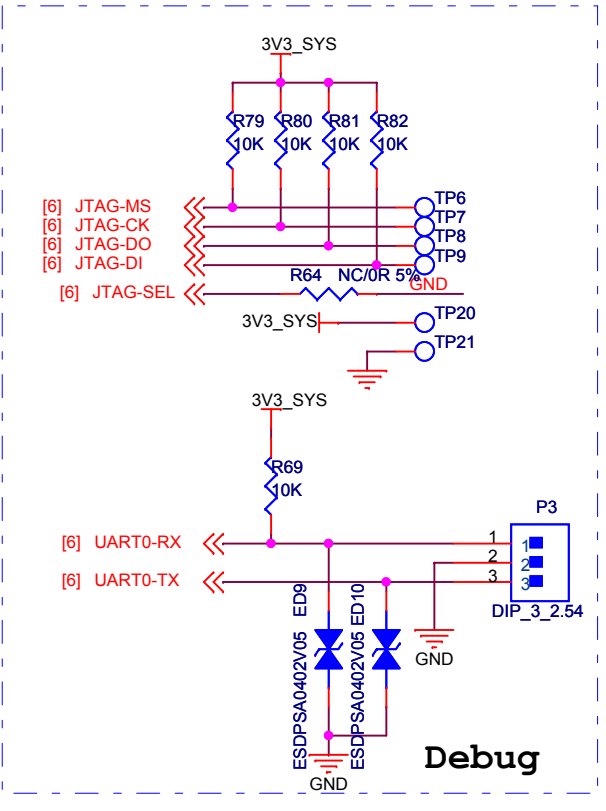 3V3_SYS
R79 R80 R81 R82
10K 10K 10K 10K
[6] JTAG-MS TP6
[6] JTAG-CK TP7
[6] JTAG-DO TP8
[6] JTAG-DI TP9
R64 NC/0R 5%
GND
[6] JTAG-SEL
3V3_SYS TP20
TP21
3V3_SYS
R69
10K
P3
[6] UART0-RX 1 1
2 2
[6] UART0-TX 3 3
DIP_3_2.54
ESDPSA0402V05 ED9
ESDPSA0402V05 ED10
GND
GND
Debug